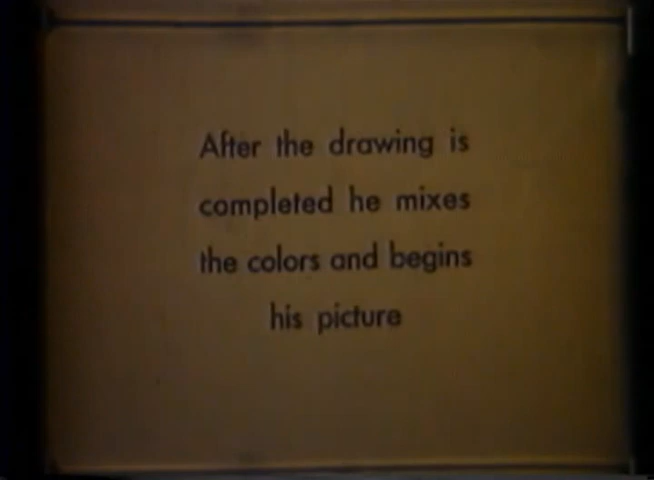 After the drawing is
completed he mixes
the colors and begins
his picture